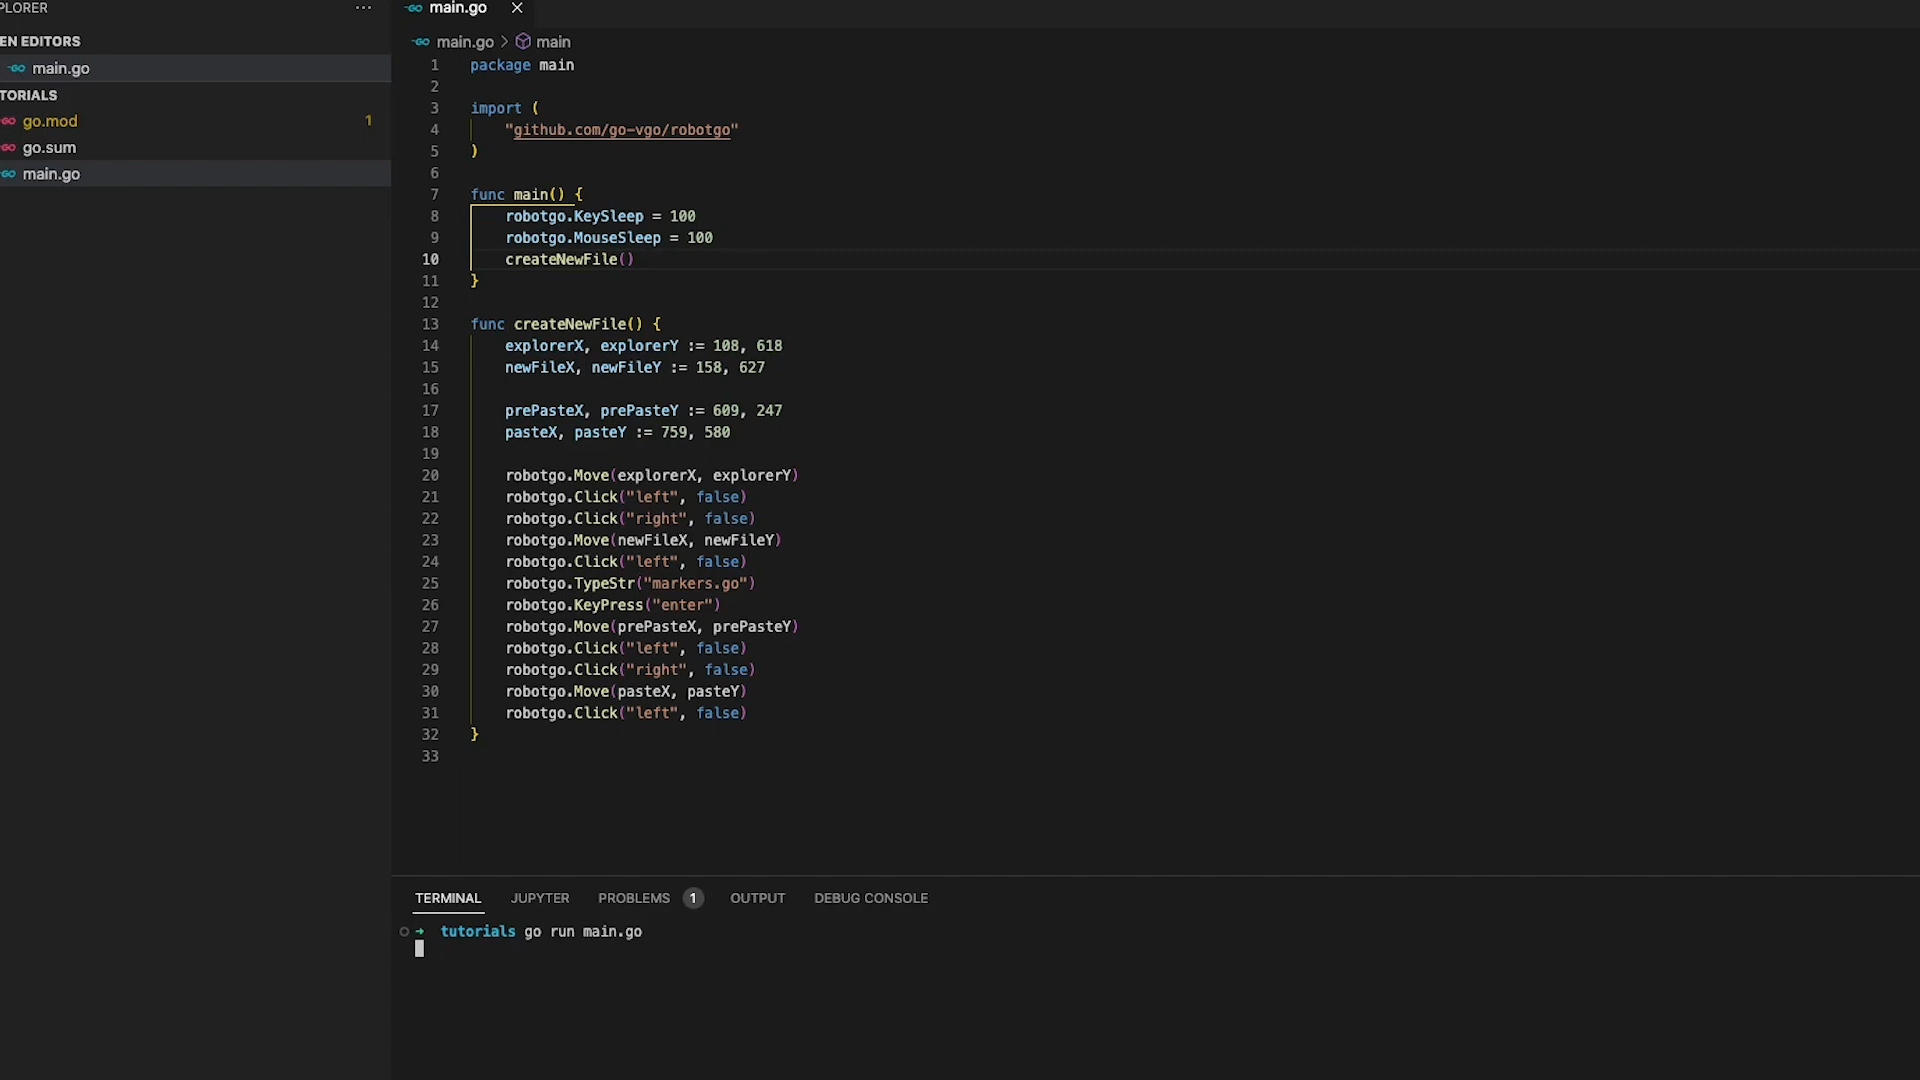 PLORER
main.go
EN EDITORS
main.go > main
main.go
TORIALS
go.mod 1
go.sum
main.go
1 package main
2
3 import (
4 "github.com/go-vgo/robotgo"
5 )
6
7 func main() {
8 robotgo.KeySleep = 100
9 robotgo.MouseSleep = 100
10 createNewFile()
11 }
12
13 func createNewFile() {
14 explorerX, explorerY := 108, 618
15 newFileX, newFileY := 158, 627
16
17 prePasteX, prePasteY := 609, 247
18 pasteX, pasteY := 759, 580
19
20 robotgo.Move(explorerX, explorerY)
21 robotgo.Click("left", false)
22 robotgo.Click("right", false)
23 robotgo.Move(newFileX, newFileY)
24 robotgo.Click("left", false)
25 robotgo.TypeStr("markers.go")
26 robotgo.KeyPress("enter")
27 robotgo.Move(prePasteX, prePasteY)
28 robotgo.Click("left", false)
29 robotgo.Click("right", false)
30 robotgo.Move(pasteX, pasteY)
31 robotgo.Click("left", false)
32 }
33
TERMINAL JUPYTER PROBLEMS 1 OUTPUT DEBUG CONSOLE
tutorials go run main.go